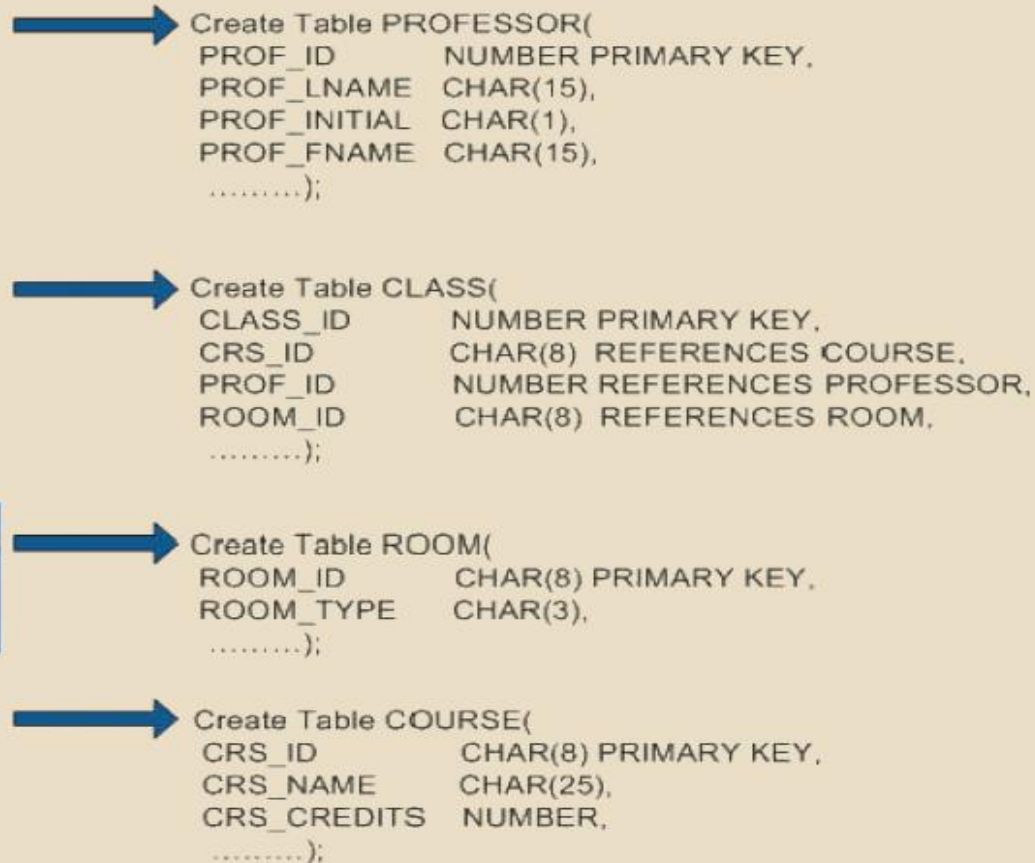 Create Table PROFESSOR(
PROF_ID NUMBER PRIMARY KEY,
PROF_LNAME CHAR(15),
PROF_INITIAL CHAR(1),
PROF_FNAME CHAR(15),
.........);
Create Table CLASS(
CLASS_ID NUMBER PRIMARY KEY,
CRS_ID CHAR(8) REFERENCES COURSE,
PROF_ID NUMBER REFERENCES PROFESSOR,
ROOM_ID CHAR(8) REFERENCES ROOM,
.........);
Create Table ROOM(
ROOM_ID CHAR(8) PRIMARY KEY,
ROOM_TYPE CHAR(3),
.........);
Create Table COURSE(
CRS_ID CHAR(8) PRIMARY KEY,
CRS_NAME CHAR(25),
CRS_CREDITS NUMBER,
.........);